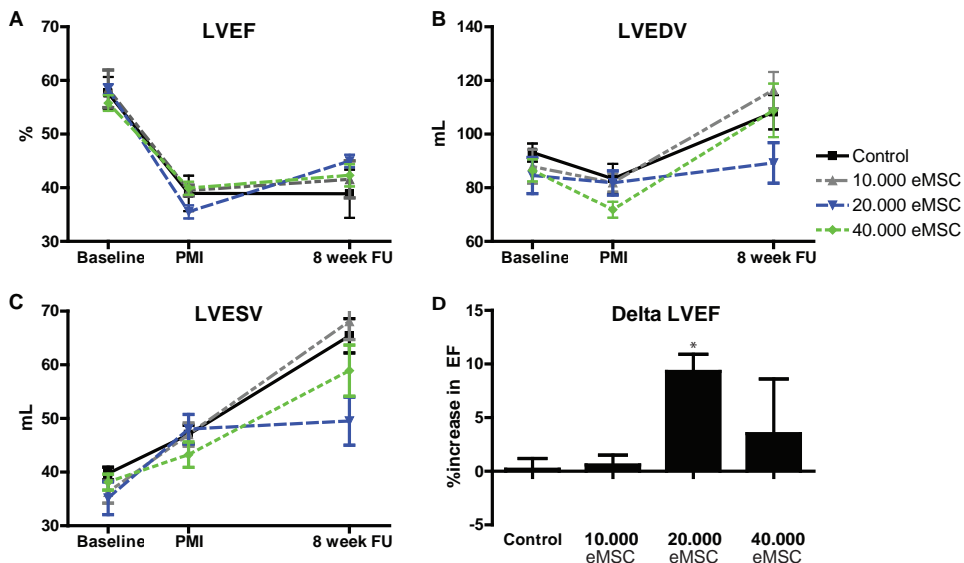 A
LVEF
70
60
50
40
30
%
Baseline
PMI
8 week FU
B
LVEDV
140
120
100
80
60
mL
Baseline
PMI
8 week FU
Control
10.000 eMSC
20.000 eMSC
40.000 eMSC
C
LVESV
70
60
50
40
30
mL
Baseline
PMI
8 week FU
D
Delta LVEF
15
10
5
0
-5
%increase in EF
*
Control
10.000
eMSC
20.000
eMSC
40.000
eMSC